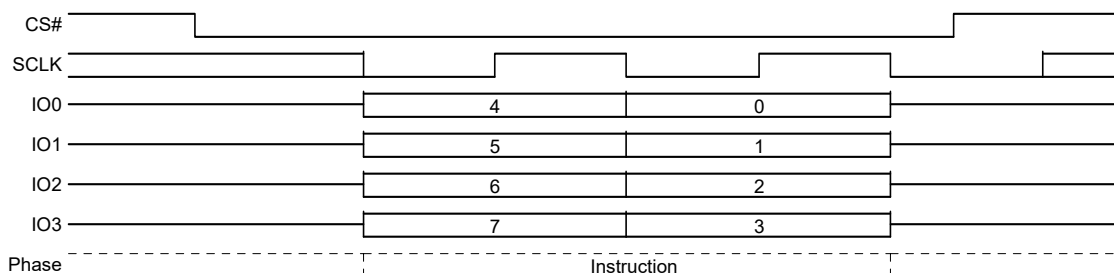 CS#
SCLK
IO0 4 0
IO1 5 1
IO2 6 2
IO3 7 3
Phase Instruction